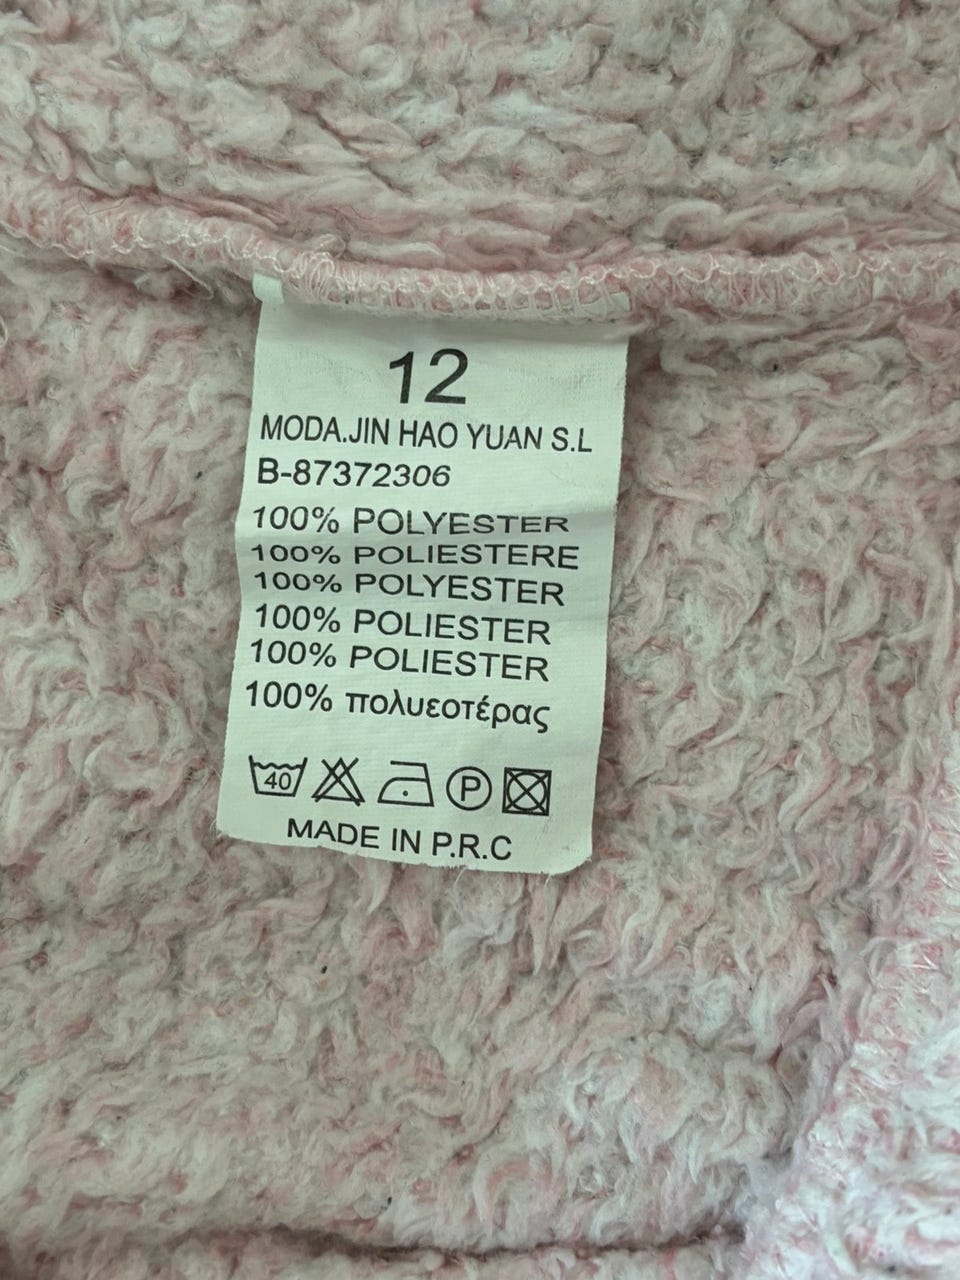 12
MODA.JIN HAO YUAN S.L
B-87372306
100% POLYESTER
100% POLIESTERE
100% POLYESTER
100% POLIESTER
100% POLIESTER
100% πολυεοτέρας
40 P
MADE IN P.R.C